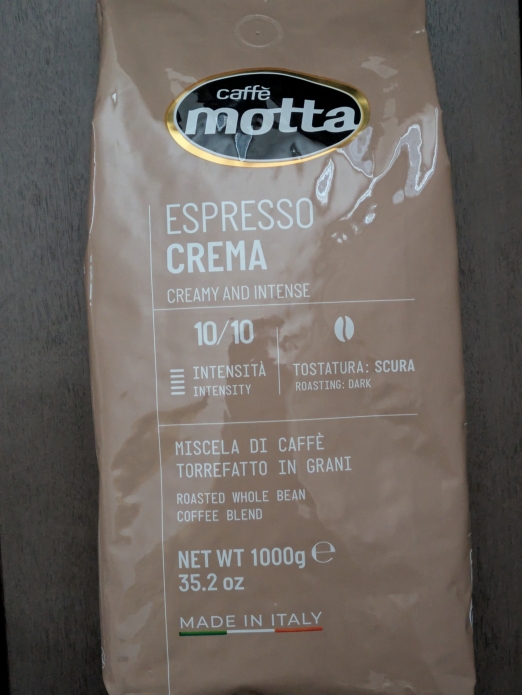 caffè
motta
ESPRESSO
CREMA
CREAMY AND INTENSE
10/10
INTENSITÀ
INTENSITY
TOSTATURA: SCURA
ROASTING: DARK
MISCELA DI CAFFÈ
TORREFATTO IN GRANI
ROASTED WHOLE BEAN
COFFEE BLEND
NET WT 1000g ℮
35.2 oz
MADE IN ITALY